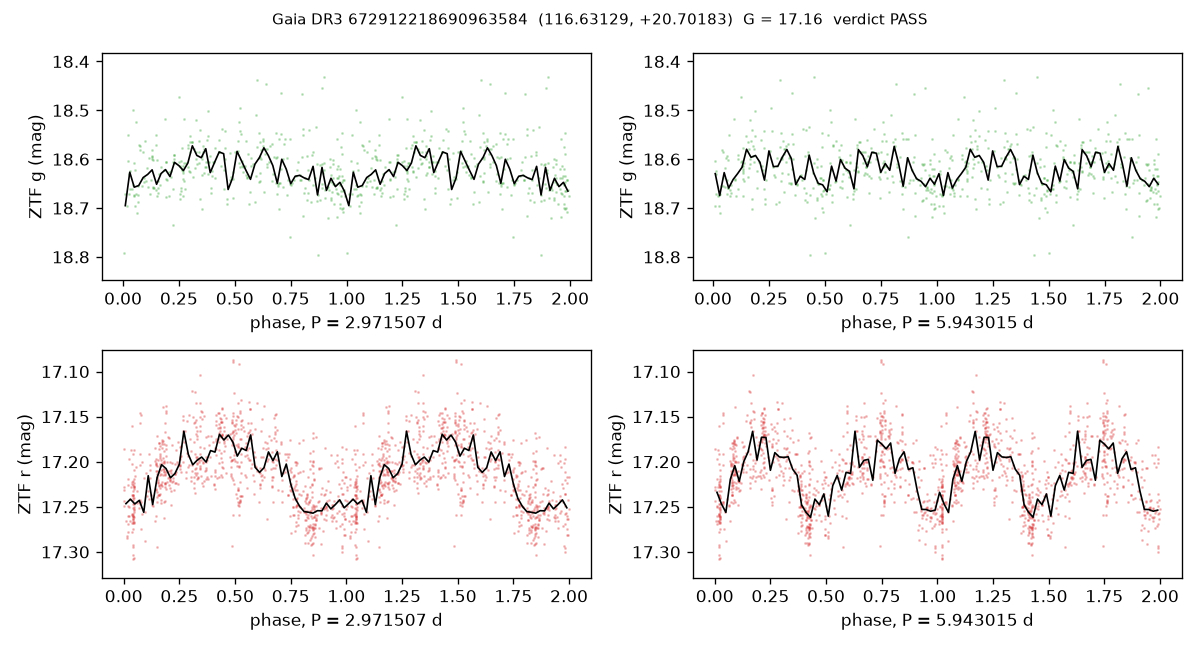 Gaia DR3 672912218690963584 (116.63129, +20.70183) G = 17.16 verdict PASS
ZTF g (mag)
18.4
18.5
18.6
18.7
18.8
0.00 0.25 0.50 0.75 1.00 1.25 1.50 1.75 2.00
phase, P = 2.971507 d
ZTF g (mag)
18.4
18.5
18.6
18.7
18.8
0.00 0.25 0.50 0.75 1.00 1.25 1.50 1.75 2.00
phase, P = 5.943015 d
ZTF r (mag)
17.10
17.15
17.20
17.25
17.30
0.00 0.25 0.50 0.75 1.00 1.25 1.50 1.75 2.00
phase, P = 2.971507 d
ZTF r (mag)
17.10
17.15
17.20
17.25
17.30
0.00 0.25 0.50 0.75 1.00 1.25 1.50 1.75 2.00
phase, P = 5.943015 d